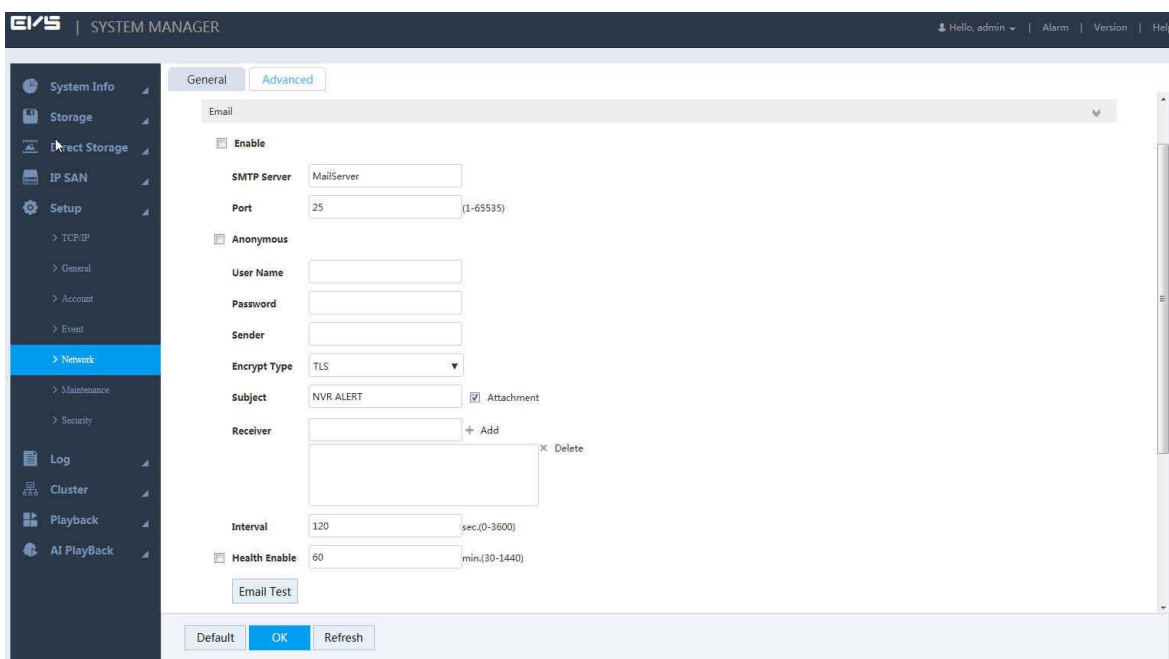 EIVS | SYSTEM MANAGER
Hello, admin | Alarm | Version | Help
System Info
Storage
Direct Storage
IP SAN
Setup
> TCP/IP
> General
> Account
> Event
> Network
> Maintenance
> Security
Log
Cluster
Playback
AI PlayBack
General Advanced
Email
Enable
SMTP Server MailServer
Port 25 (1-65535)
Anonymous
User Name
Password
Sender
Encrypt Type TLS
Subject NVR ALERT Attachment
Receiver + Add
× Delete
Interval 120 sec.(0-3600)
Health Enable 60 min.(30-1440)
Email Test
Default OK Refresh